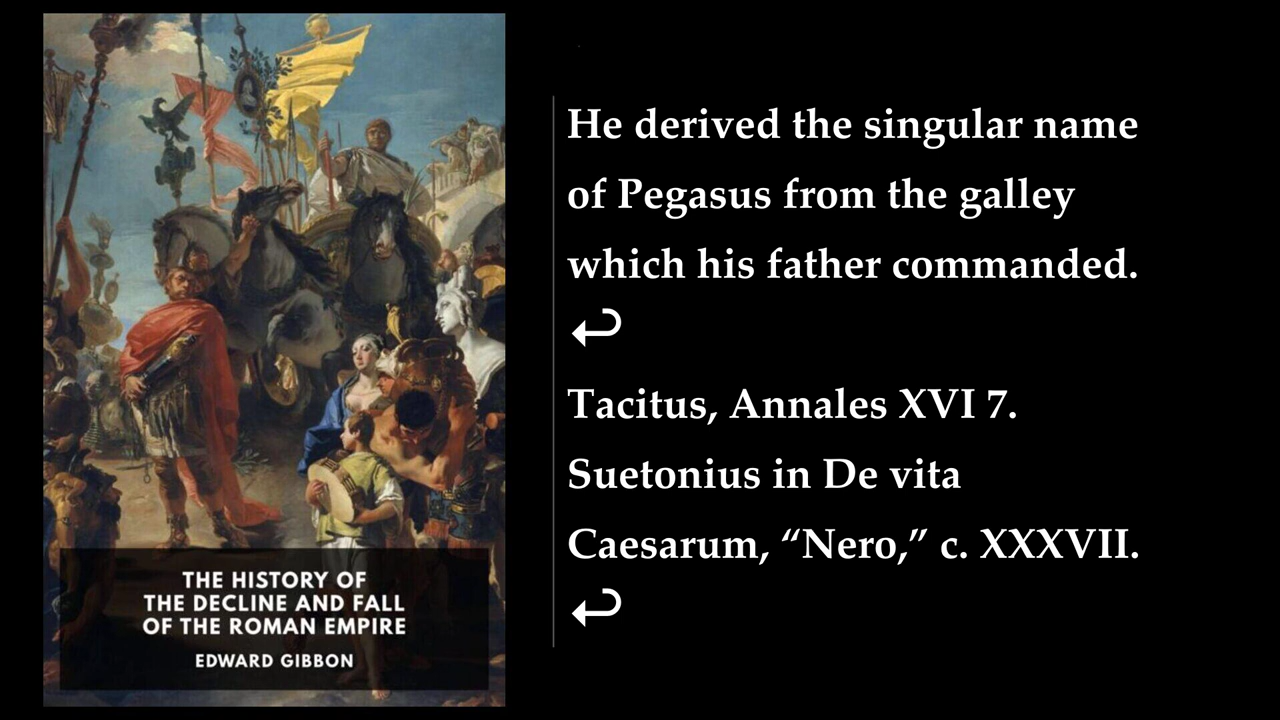 THE HISTORY OF
THE DECLINE AND FALL
OF THE ROMAN EMPIRE
EDWARD GIBBON
He derived the singular name
of Pegasus from the galley
which his father commanded.
↩
Tacitus, Annales XVI 7.
Suetonius in De vita
Caesarum, “Nero,” c. XXXVII.
↩